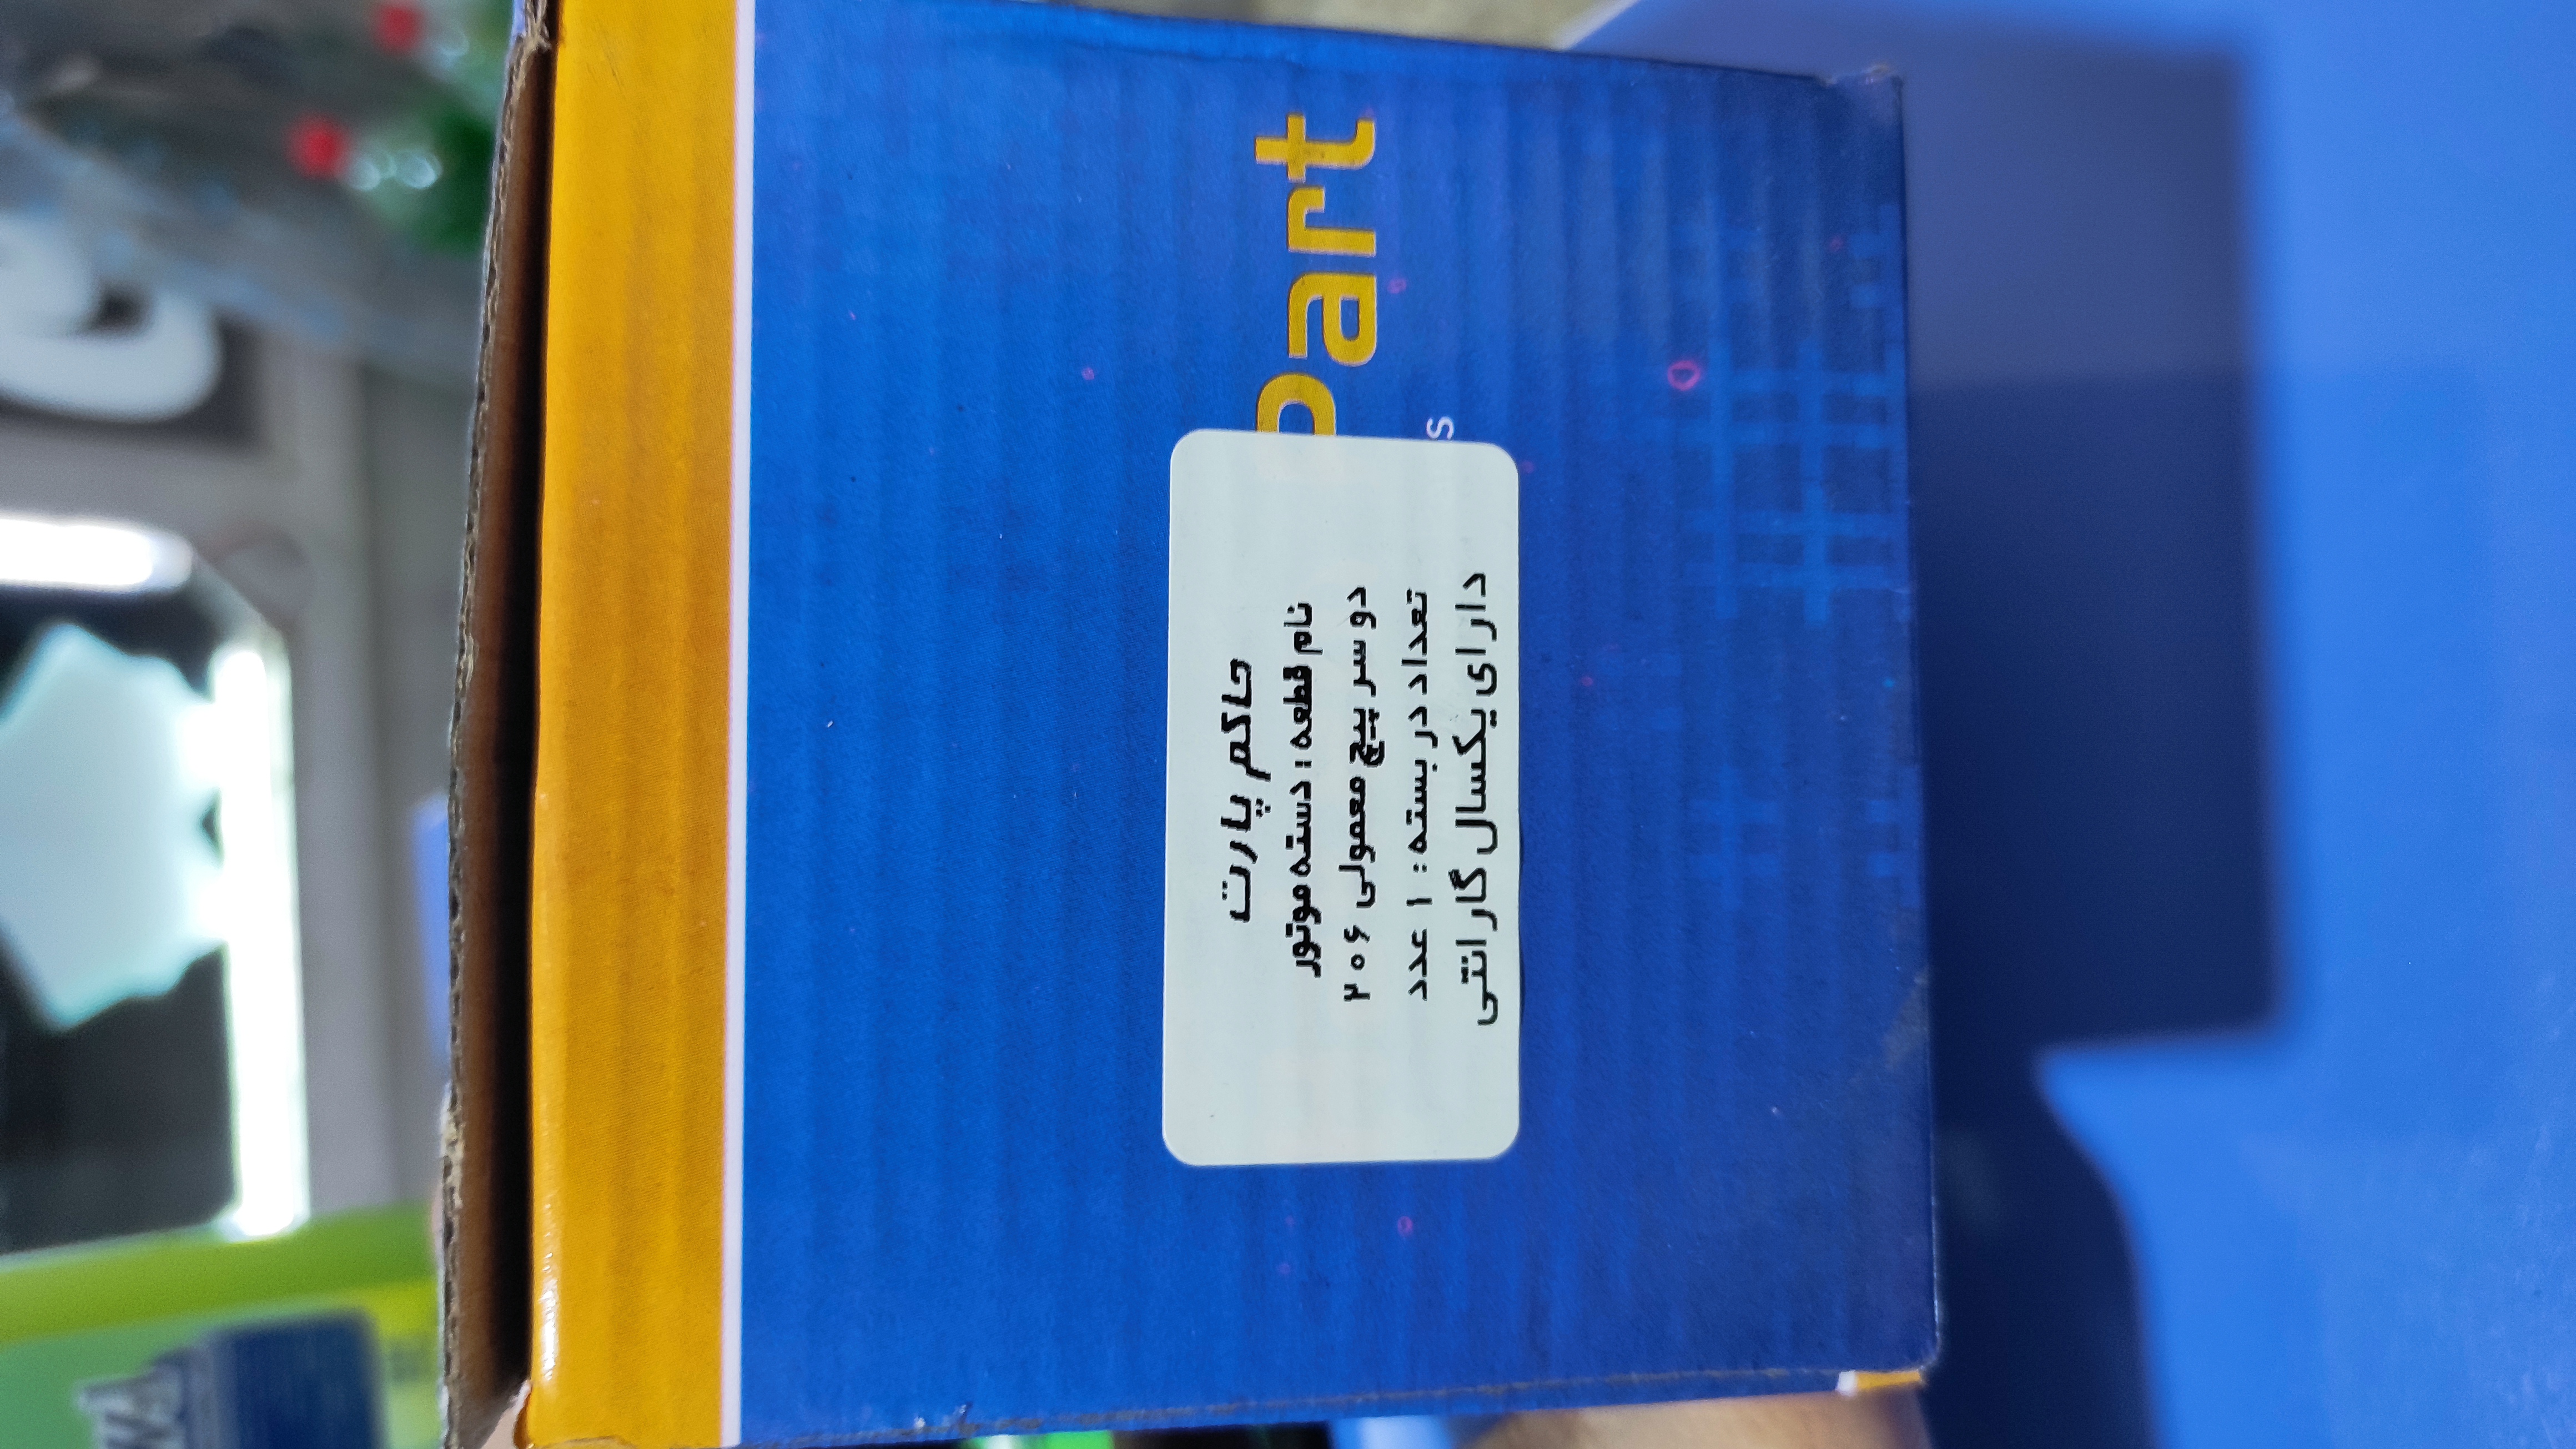 Part
s
حاکم پارت
نام قطعه : دسته موتور
دو سر پیچ معمولی ۲۰۶
تعداد در بسته : ۱ عدد
دارای یکسال گارانتی